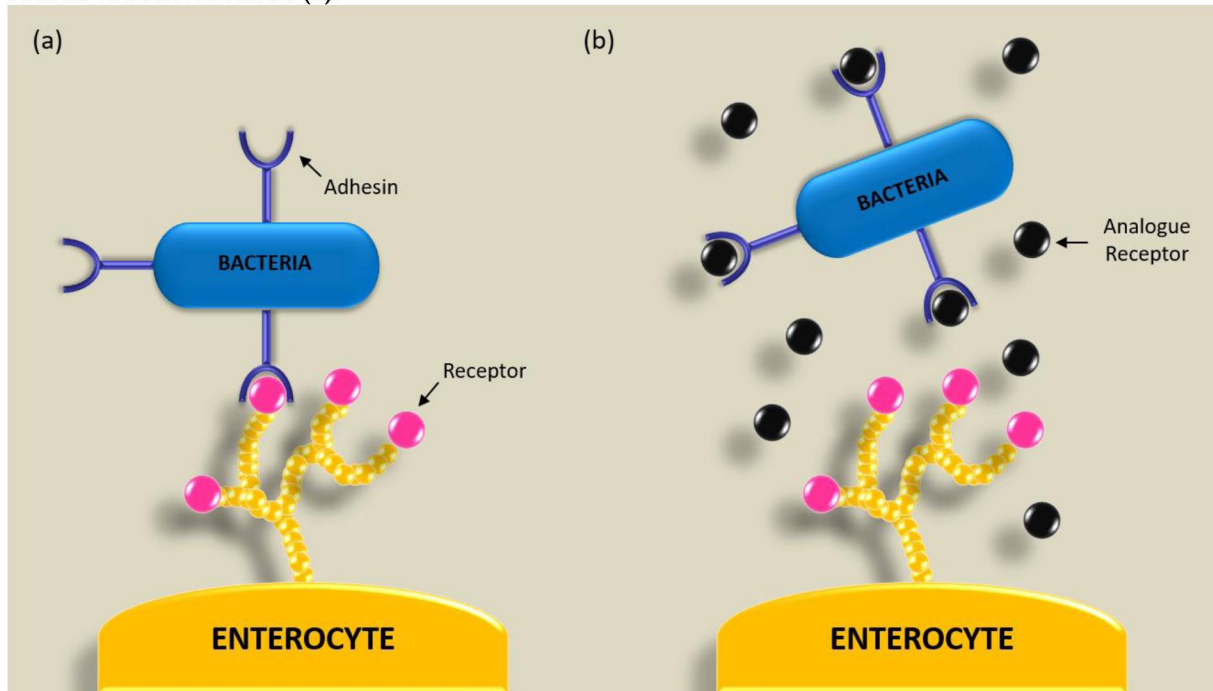 (a)
Adhesin
BACTERIA
Receptor
ENTEROCYTE
(b)
BACTERIA
Analogue
Receptor
ENTEROCYTE